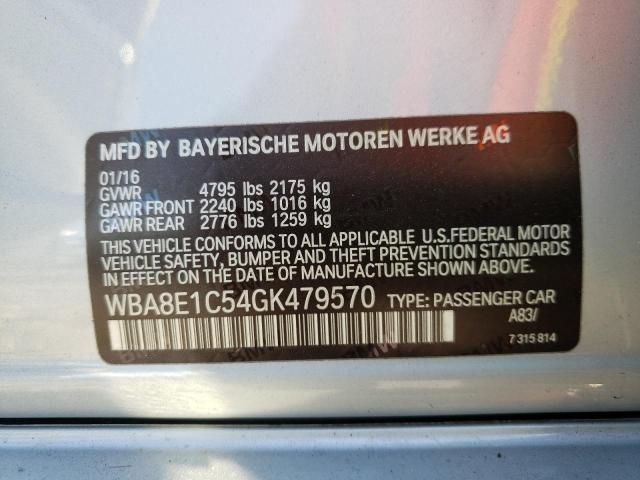 MFD BY BAYERISCHE MOTOREN WERKE AG
01/16
GVWR 4795 lbs 2175 kg
GAWR FRONT 2240 lbs 1016 kg
GAWR REAR 2776 lbs 1259 kg
THIS VEHICLE CONFORMS TO ALL APPLICABLE U.S.FEDERAL MOTOR
VEHICLE SAFETY, BUMPER AND THEFT PREVENTION STANDARDS
IN EFFECT ON THE DATE OF MANUFACTURE SHOWN ABOVE.
WBA8E1C54GK479570 TYPE: PASSENGER CAR
A83/
7 315 814